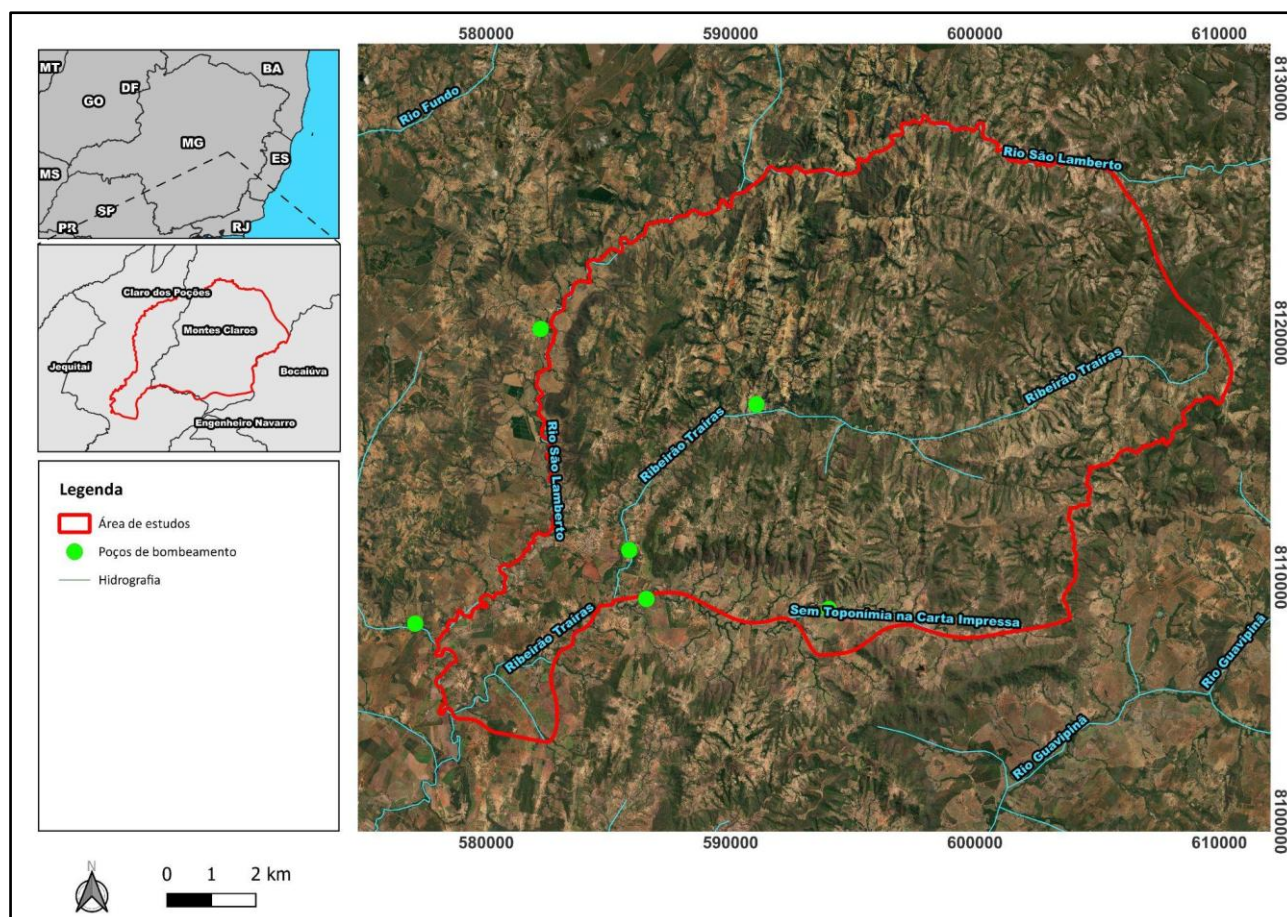 MT
BA
DF
GO
MG
ES
MS
SP
PR
RJ
Claro dos Poções
Montes Claros
Jequitaí
Bocaiúva
Engenheiro Navarro
Legenda
Área de estudos
Poços de bombeamento
Hidrografia
N
0 1 2 km
580000 590000 600000 610000
8130000
8120000
8110000
8100000
Rio Fundo
Rio São Lamberto
Ribeirão Traíras
Ribeirão Traíras
Rio São Lamberto
Ribeirão Traíras
Sem Toponímia na Carta Impressa
Rio Guavipinã
Rio Guavipinã
580000 590000 600000 610000